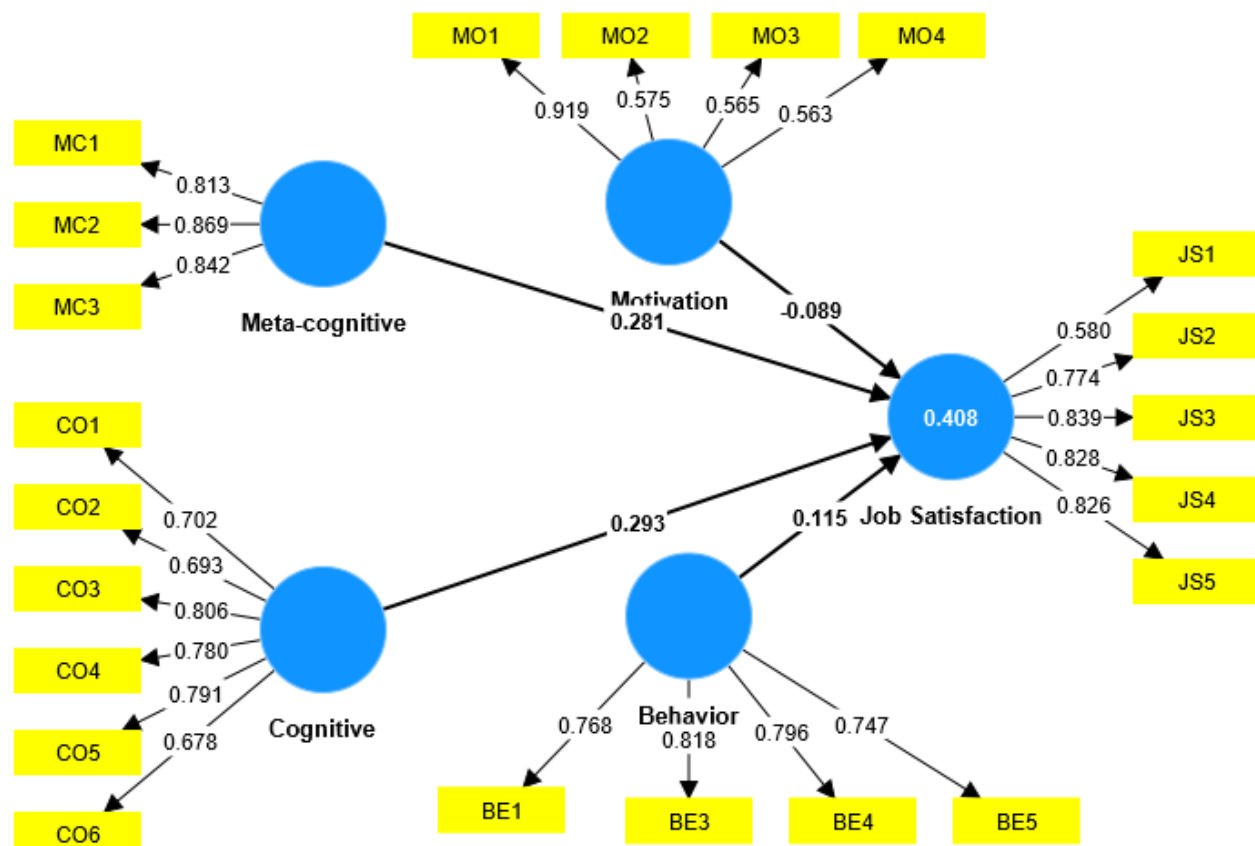 MO1 MO2 MO3 MO4
0.919 0.575 0.565 0.563
MC1
MC2
MC3
0.813
0.869
0.842
Meta-cognitive
Motivation
0.281
-0.089
JS1
JS2
JS3
JS4
JS5
0.580
0.774
0.839
0.828
0.826
0.408
Job Satisfaction
CO1
CO2
CO3
CO4
CO5
CO6
0.702
0.693
0.806
0.780
0.791
0.678
Cognitive
0.293
0.115
Behavior
0.768 0.818 0.796 0.747
BE1 BE3 BE4 BE5